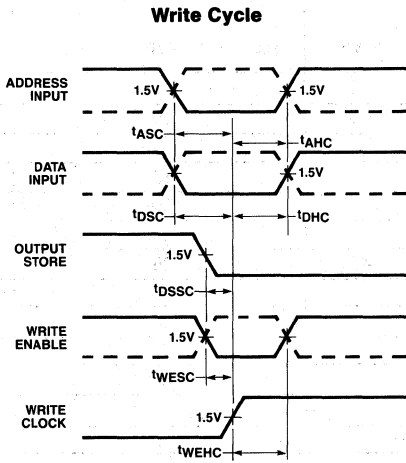 Write Cycle
ADDRESS
INPUT
1.5V
1.5V
tASC
tAHC
DATA
INPUT
1.5V
tDSC
tDHC
OUTPUT
STORE
1.5V
tDSSC
WRITE
ENABLE
1.5V
tWESC
WRITE
CLOCK
1.5V
tWEHC